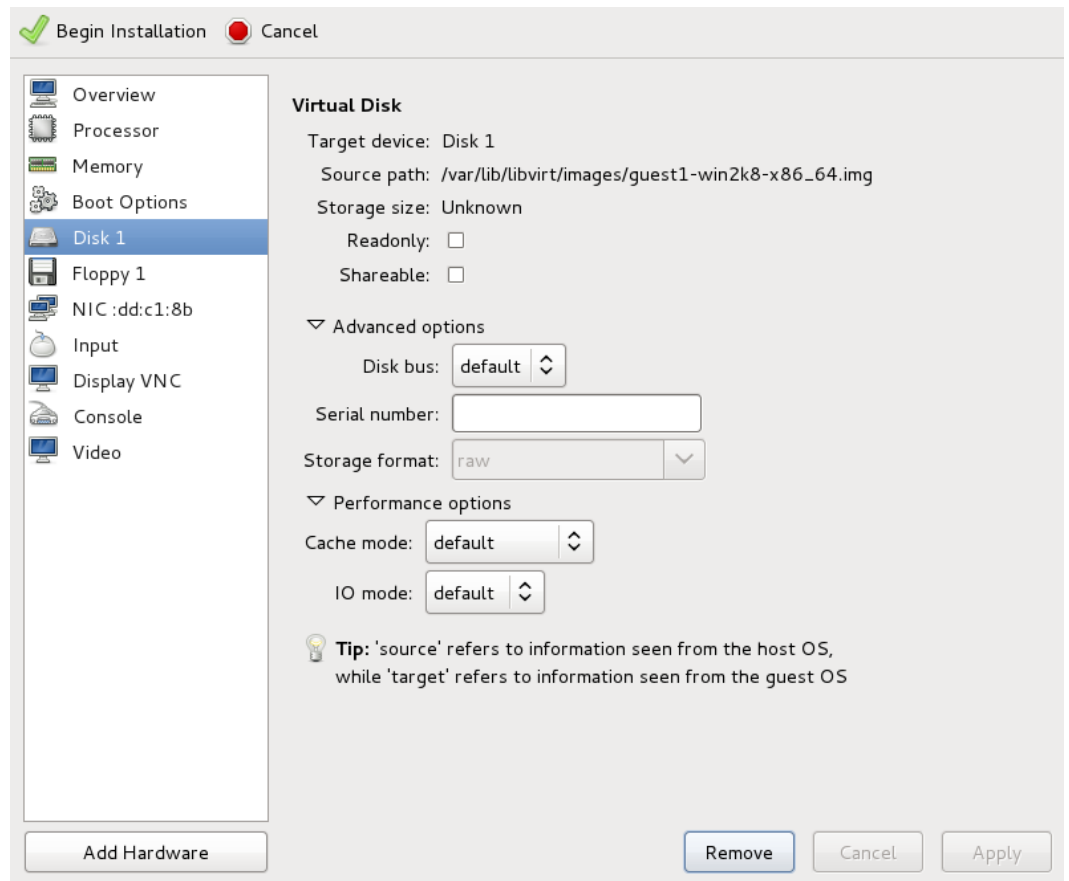 Begin Installation Cancel
Overview
Processor
Memory
Boot Options
Disk 1
Floppy 1
NIC :dd:c1:8b
Input
Display VNC
Console
Video
Add Hardware
Virtual Disk
Target device: Disk 1
Source path: /var/lib/libvirt/images/guest1-win2k8-x86_64.img
Storage size: Unknown
Readonly:
Shareable:
Advanced options
Disk bus: default
Serial number:
Storage format: raw
Performance options
Cache mode: default
IO mode: default
Tip: 'source' refers to information seen from the host OS,
while 'target' refers to information seen from the guest OS
Remove Cancel Apply